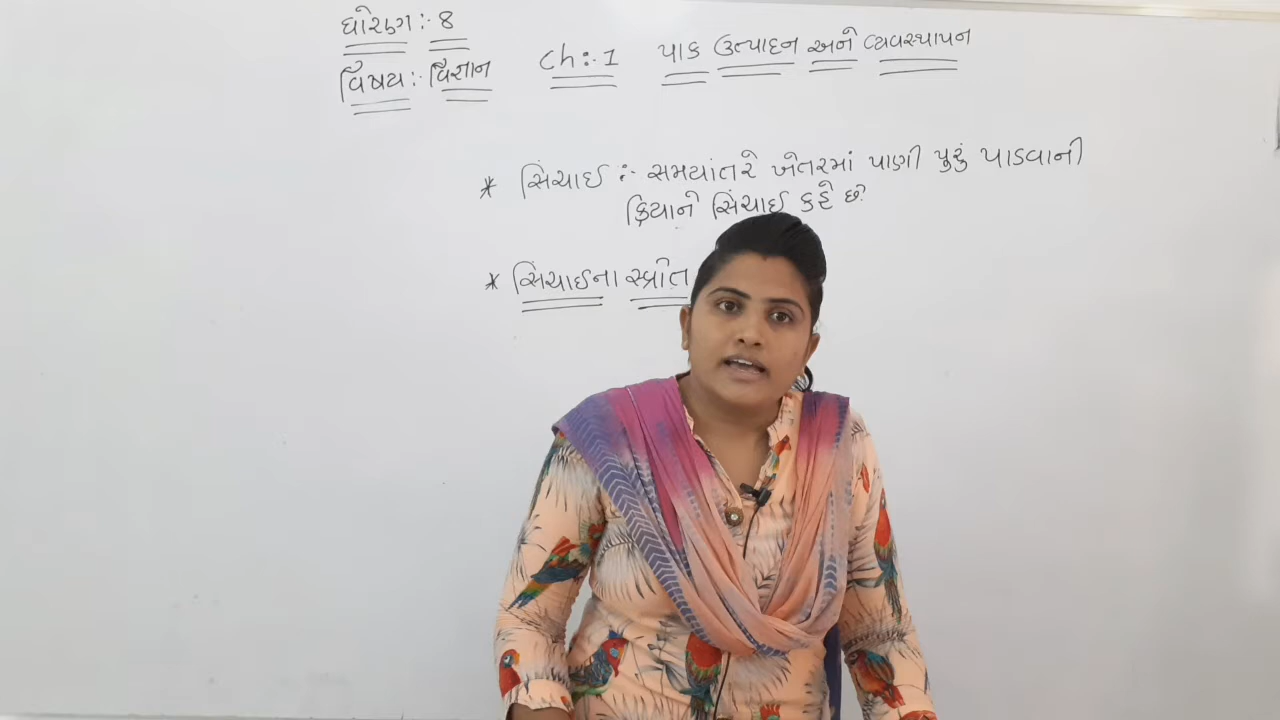 ધોરણ :- 8
વિષય :- વિજ્ઞાન
Ch :- 1 પાક ઉત્પાદન અને વ્યવસ્થાપન
* સિંચાઈ :- સમયાંતરે ખેતરમાં પાણી પુરું પાડવાની
ક્રિયાને સિંચાઈ કહે છે.
* સિંચાઈના સ્ત્રોત